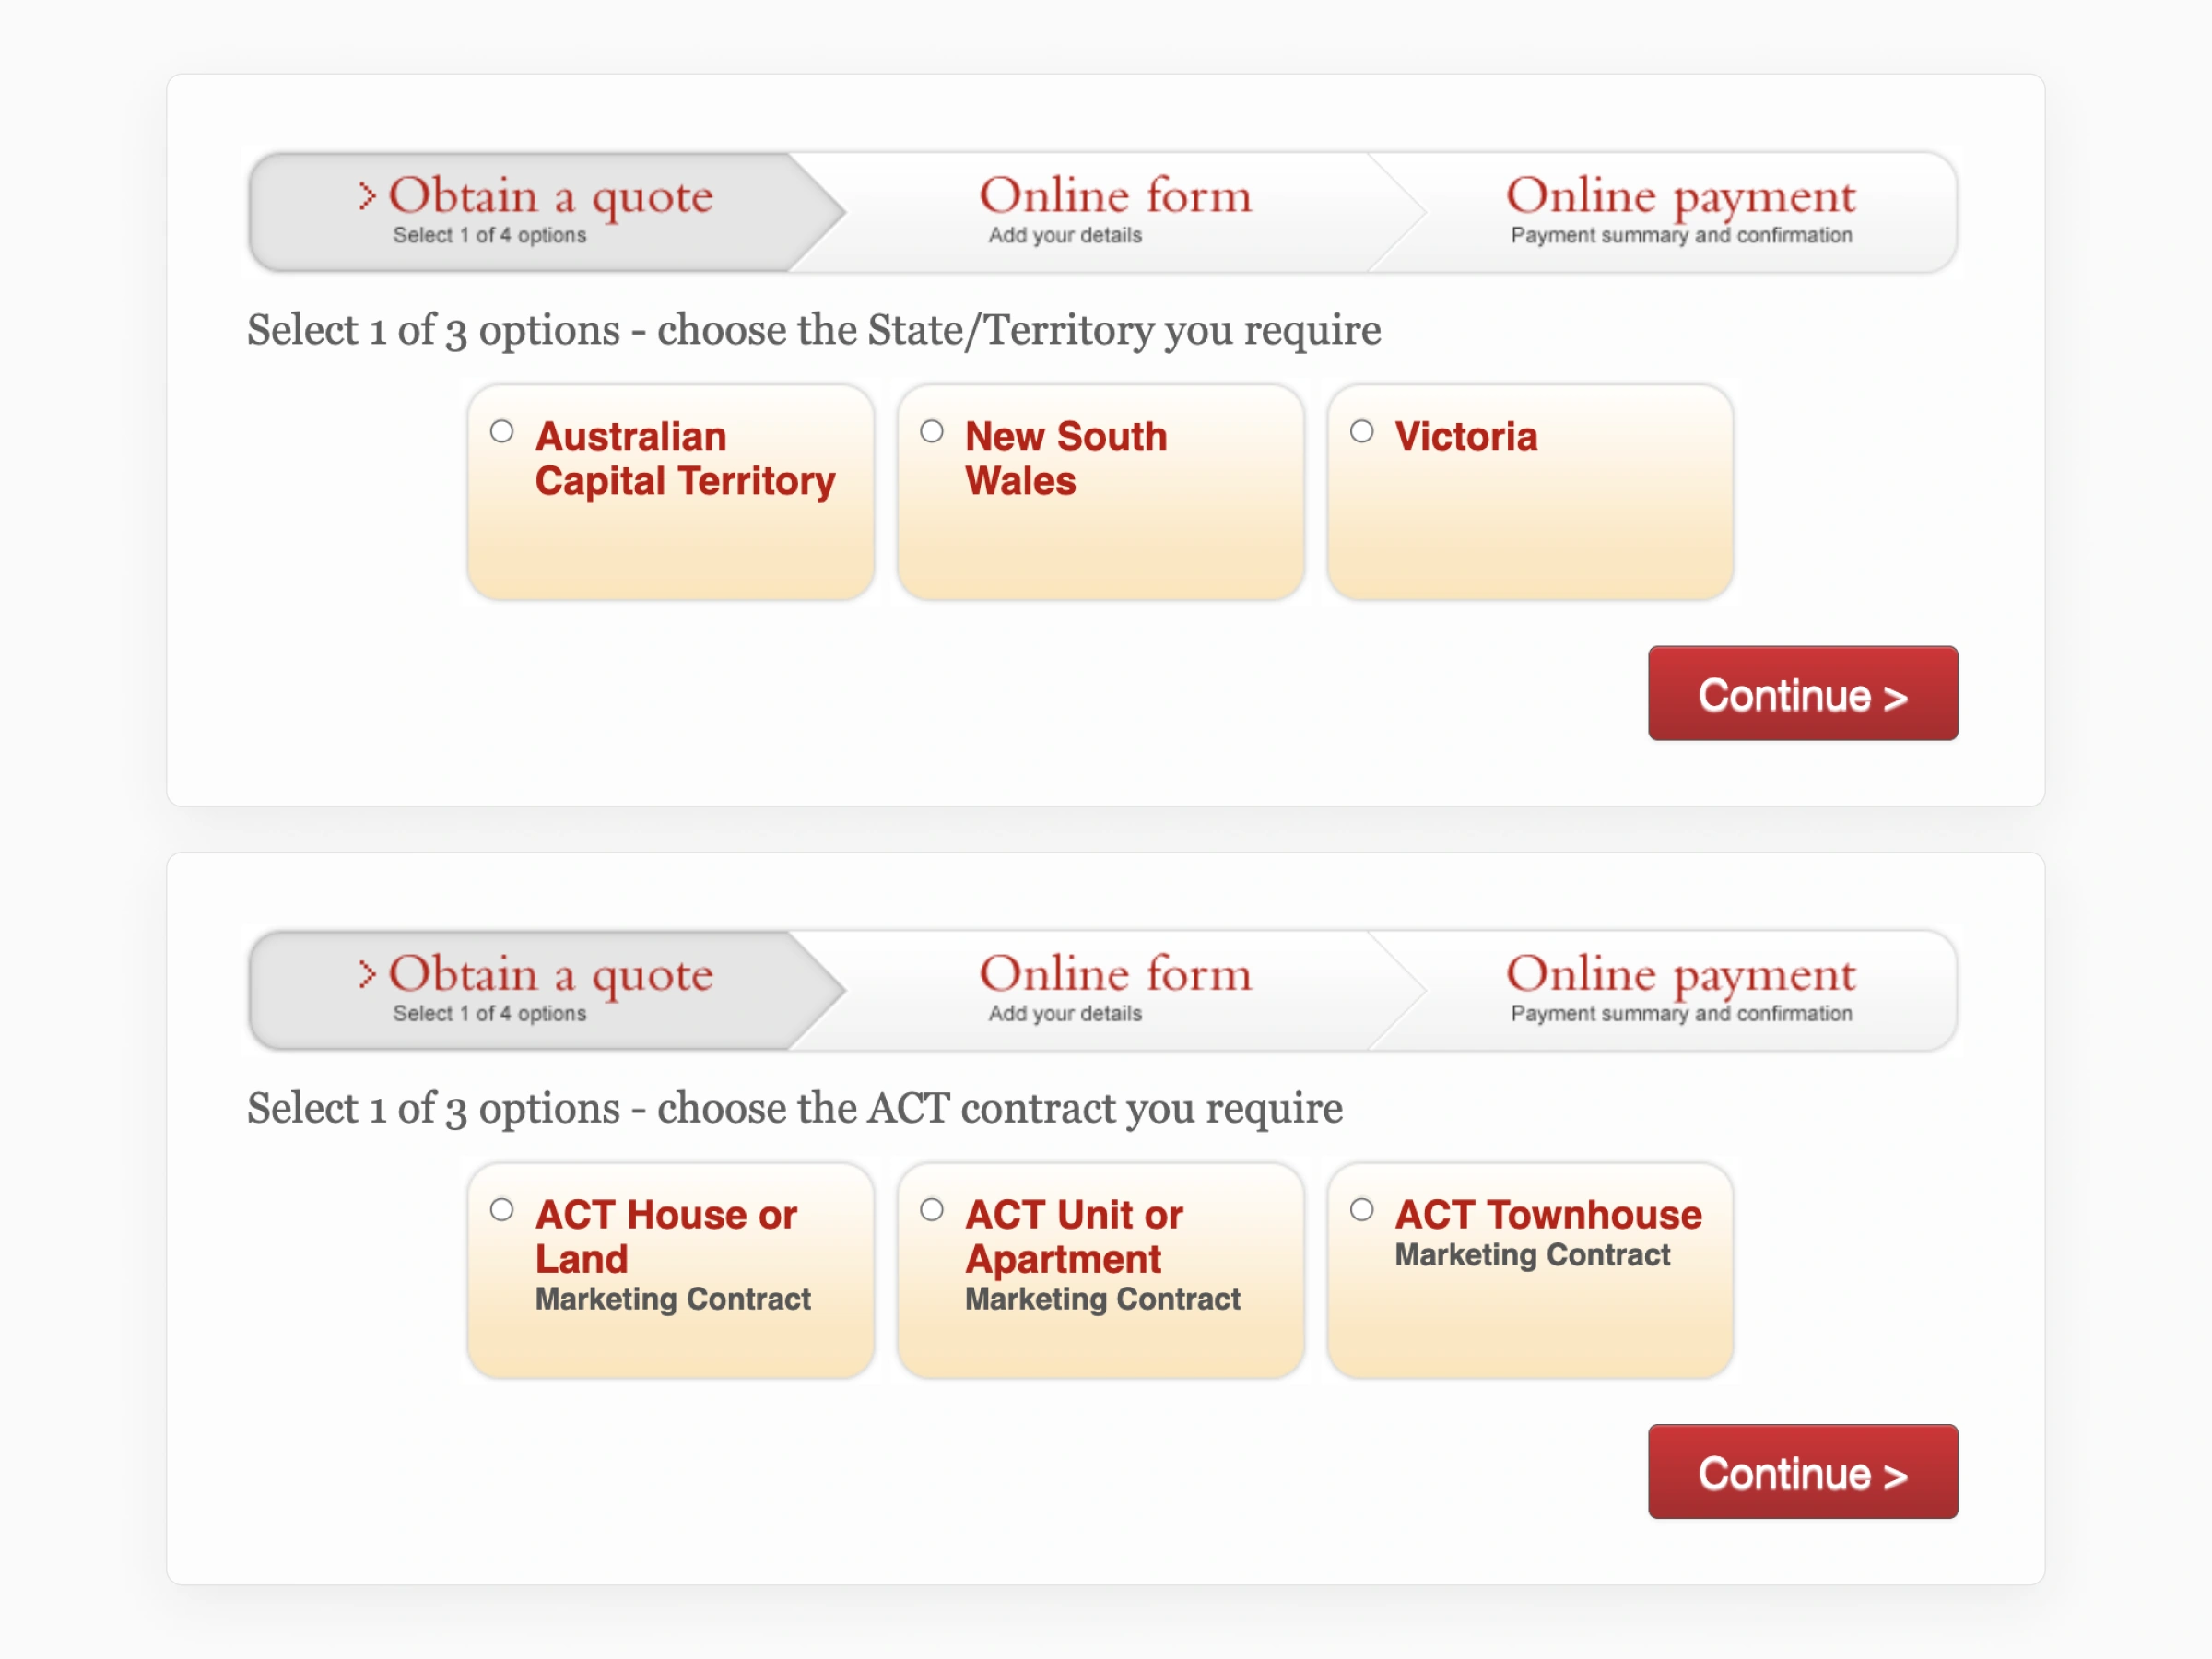 > Obtain a quote
Select 1 of 4 options
Online form
Add your details
Online payment
Payment summary and confirmation
Select 1 of 3 options - choose the State/Territory you require
Australian
Capital Territory
New South
Wales
Victoria
Continue >
> Obtain a quote
Select 1 of 4 options
Online form
Add your details
Online payment
Payment summary and confirmation
Select 1 of 3 options - choose the ACT contract you require
ACT House or
Land
Marketing Contract
ACT Unit or
Apartment
Marketing Contract
ACT Townhouse
Marketing Contract
Continue >